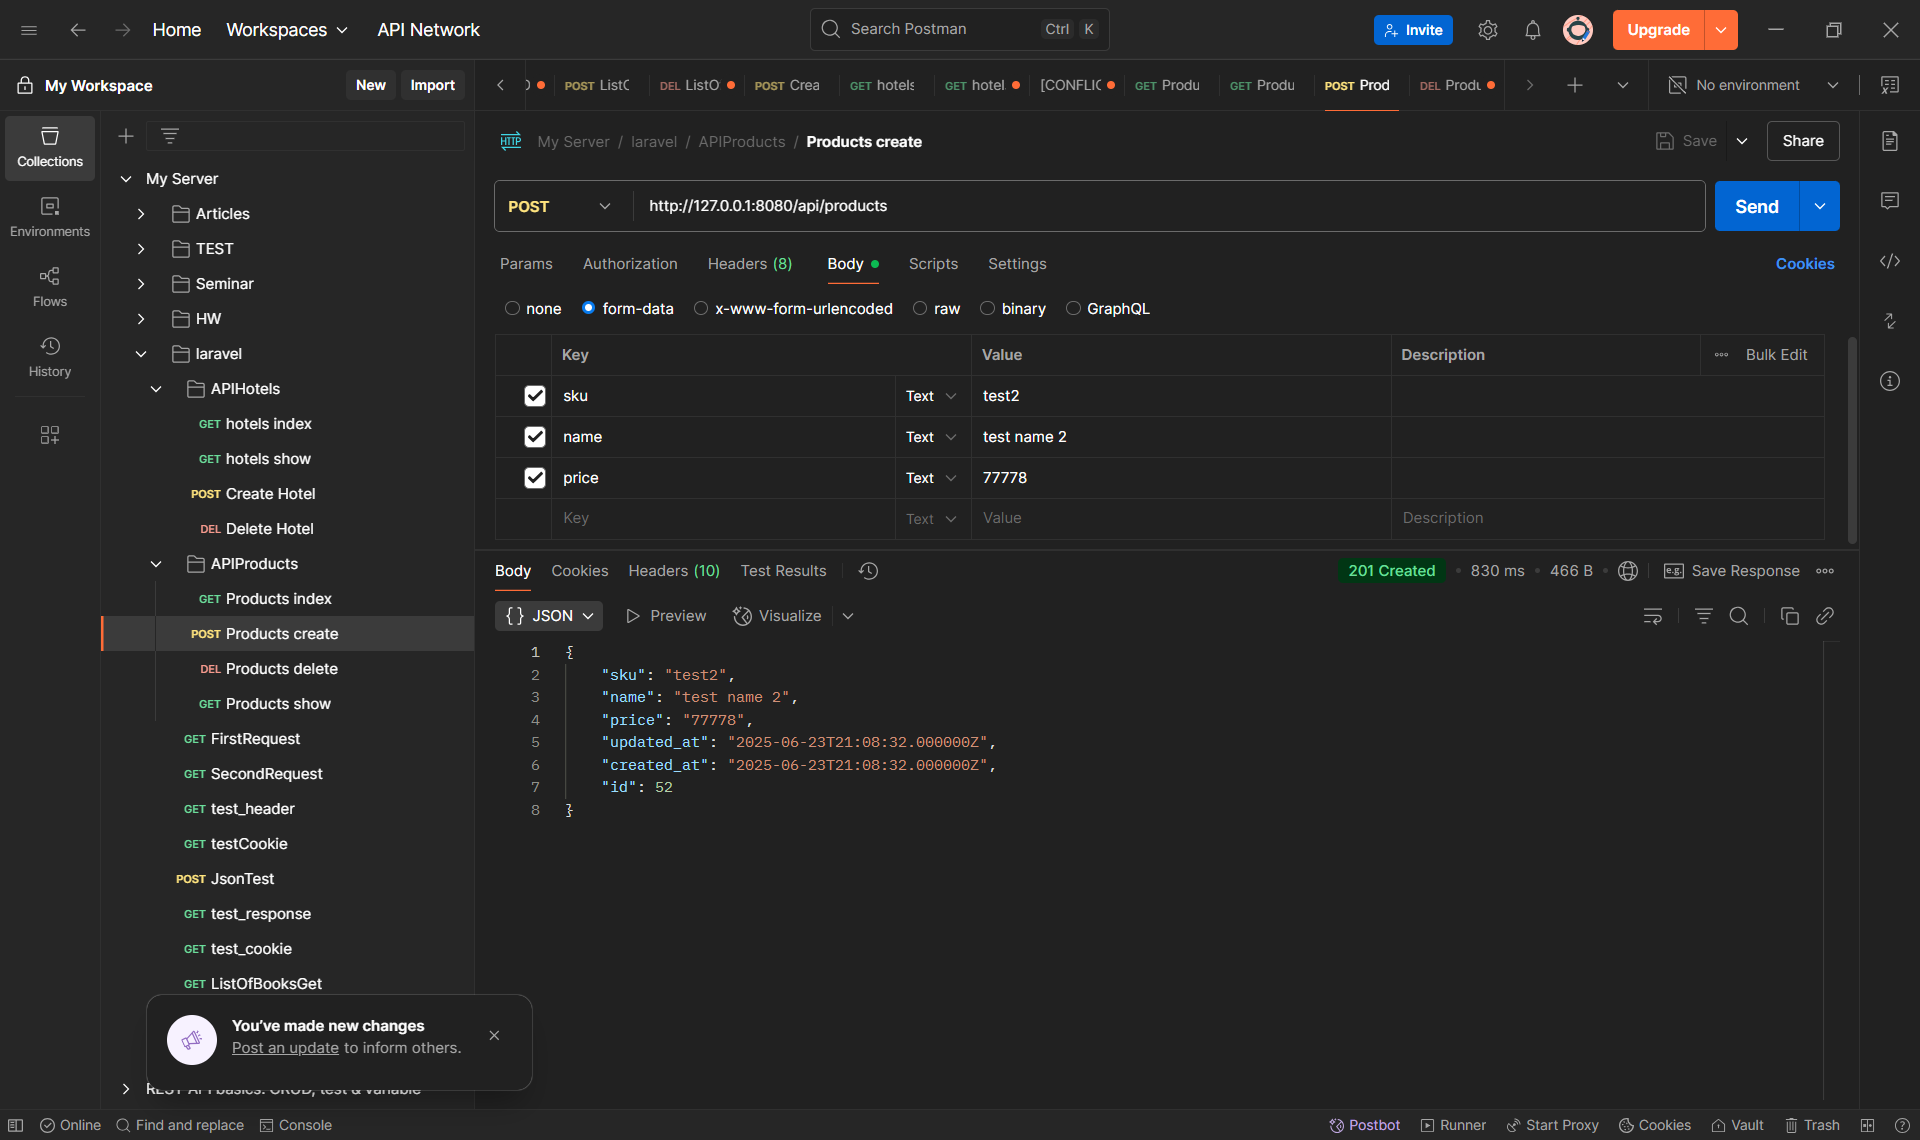 Home Workspaces API Network Search Postman Ctrl K Invite Upgrade
My Workspace New Import
POST ListC DEL ListO POST Crea GET hotels GET hotel [CONFLIC GET Produ GET Produ POST Prod DEL Produ No environment
Collections
Environments
Flows
History
My Server
Articles
TEST
Seminar
HW
laravel
APIHotels
GET hotels index
GET hotels show
POST Create Hotel
DEL Delete Hotel
APIProducts
GET Products index
POST Products create
DEL Products delete
GET Products show
GET FirstRequest
GET SecondRequest
GET test_header
GET testCookie
POST JsonTest
GET test_response
GET test_cookie
GET ListOfBooksGet
You've made new changes
Post an update to inform others.
REST API basics: CRUD, test & variable
HTTP My Server / laravel / APIProducts / Products create Save Share
POST http://127.0.0.1:8080/api/products Send
Params Authorization Headers (8) Body Scripts Settings Cookies
none form-data x-www-form-urlencoded raw binary GraphQL
Key Value Description Bulk Edit
sku Text test2
name Text test name 2
price Text 77778
Key Text Value Description
Body Cookies Headers (10) Test Results 201 Created 830 ms 466 B e.g. Save Response
{} JSON Preview Visualize
1 {
2 "sku": "test2",
3 "name": "test name 2",
4 "price": "77778",
5 "updated_at": "2025-06-23T21:08:32.000000Z",
6 "created_at": "2025-06-23T21:08:32.000000Z",
7 "id": 52
8 }
Online Find and replace Console Postbot Runner Start Proxy Cookies Vault Trash